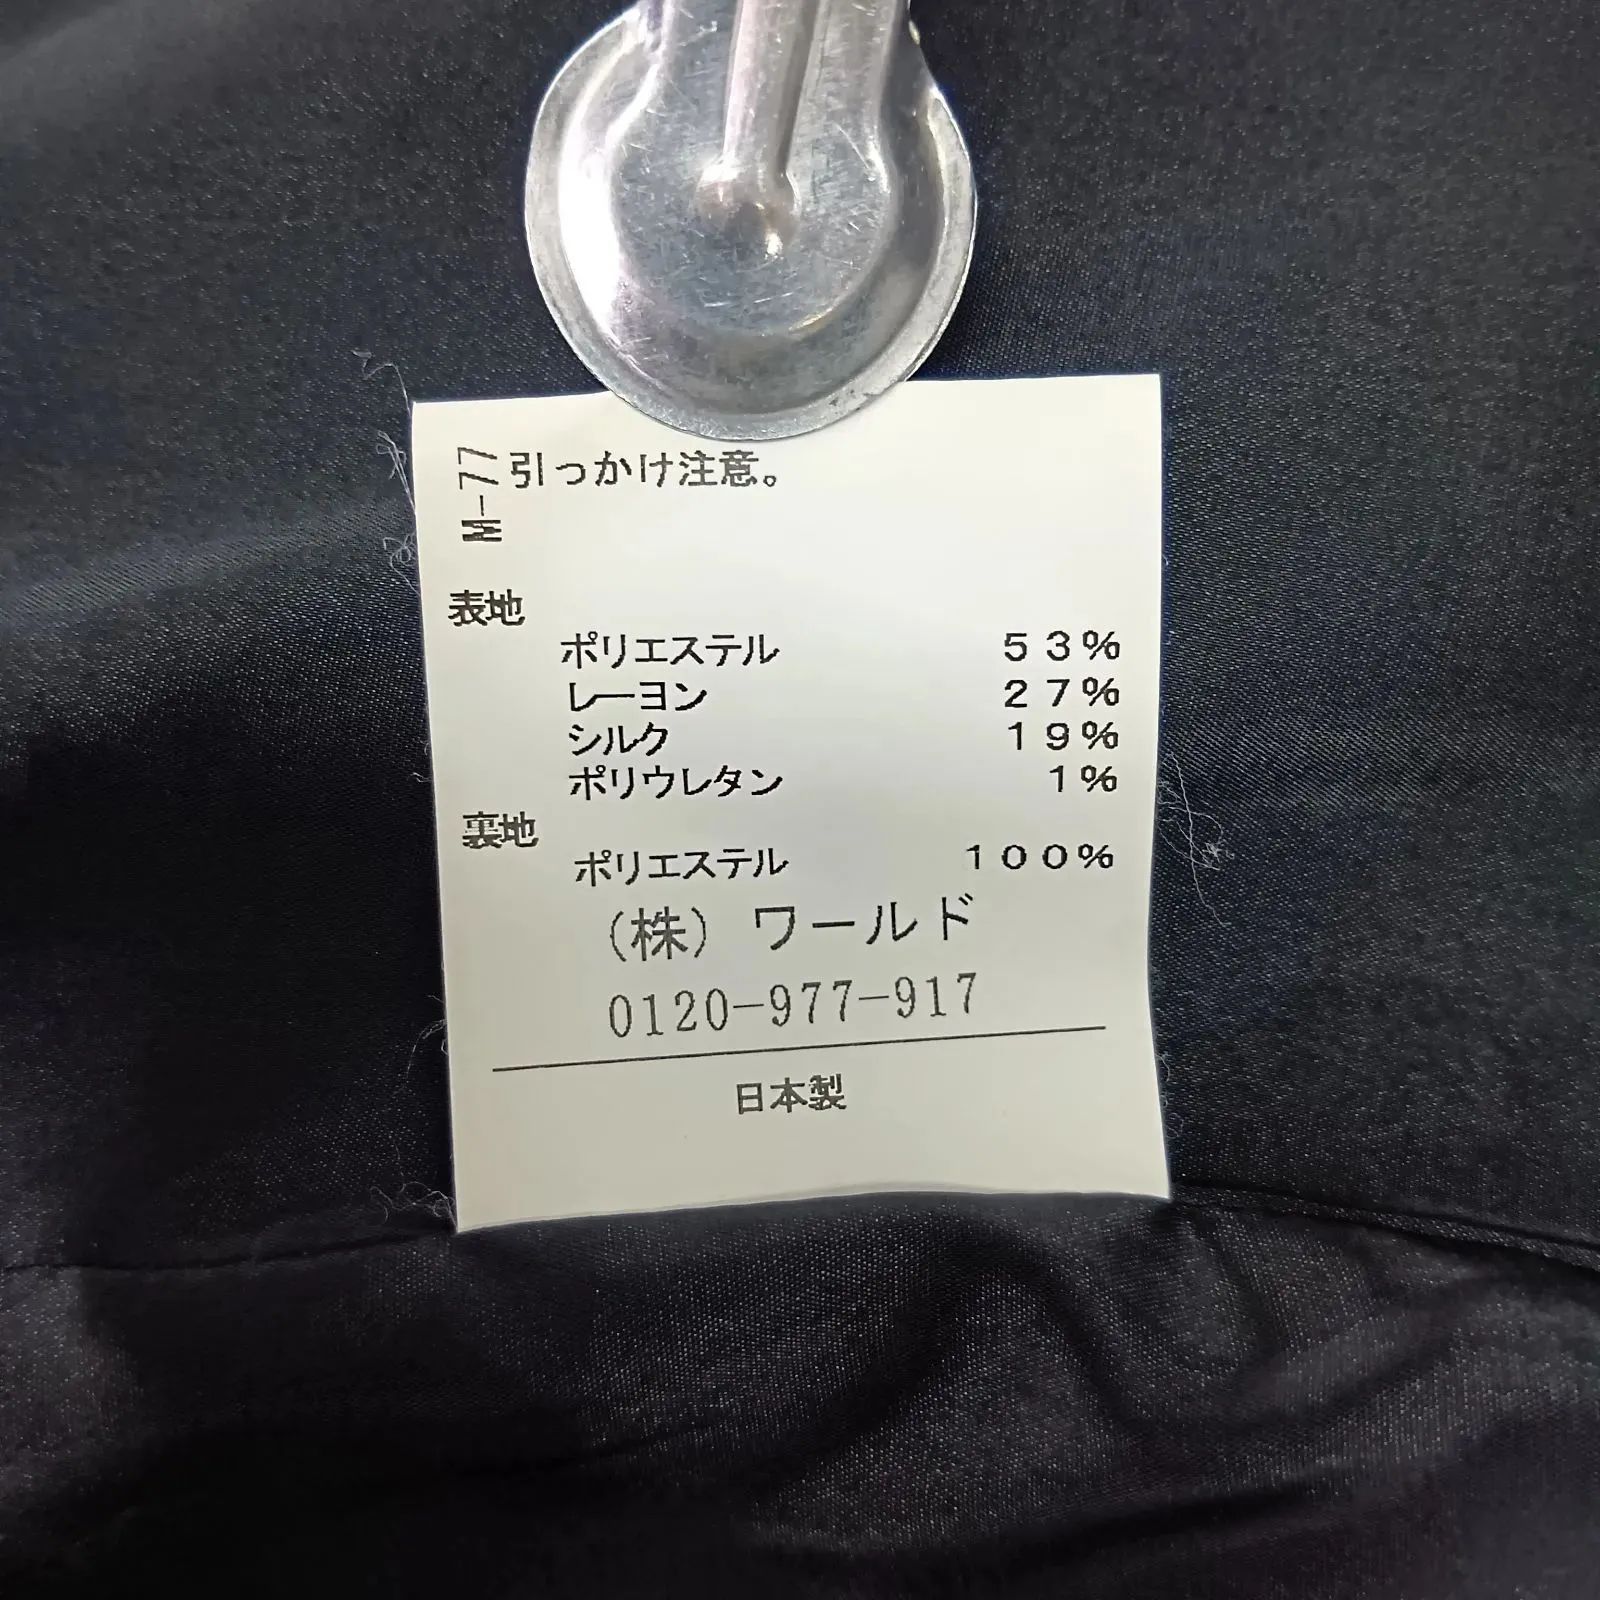 引っかけ注意。
M-77
表地
ポリエステル 53%
レーヨン 27%
シルク 19%
ポリウレタン 1%
裏地
ポリエステル 100%
(株) ワールド
0120-977-917
日本製